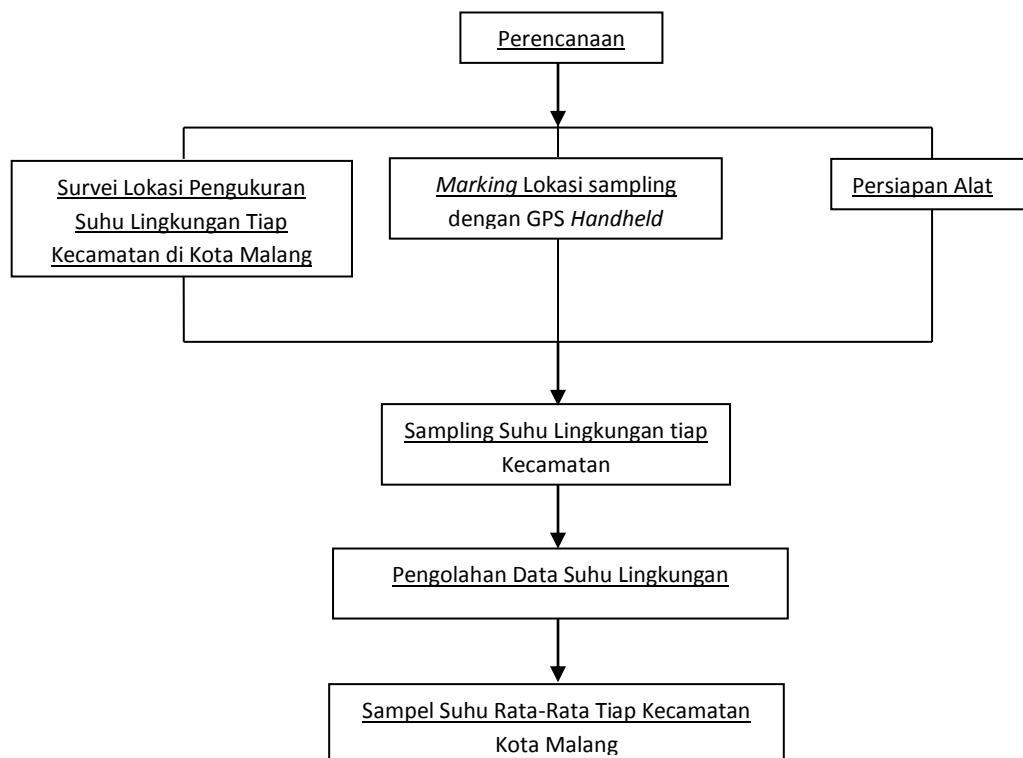 Perencanaan
Survei Lokasi Pengukuran
Suhu Lingkungan Tiap
Kecamatan di Kota Malang
Marking Lokasi sampling
dengan GPS Handheld
Persiapan Alat
Sampling Suhu Lingkungan tiap
Kecamatan
Pengolahan Data Suhu Lingkungan
Sampel Suhu Rata-Rata Tiap Kecamatan
Kota Malang